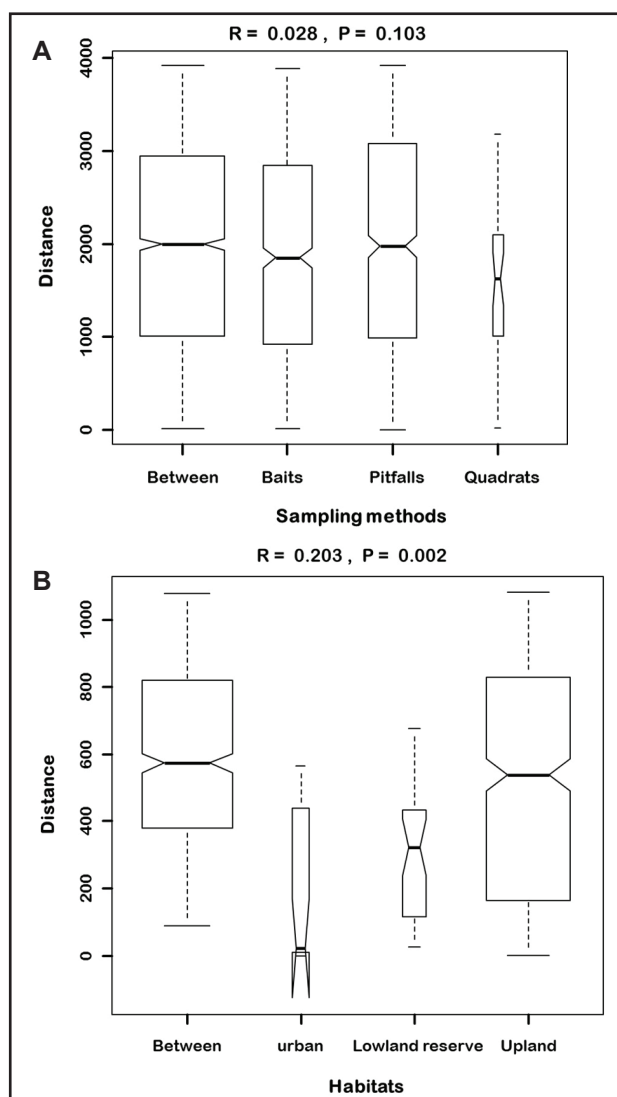 R = 0.028 , P = 0.103
A
4000
3000
2000
1000
0
Distance
Between Baits Pitfalls Quadrats
Sampling methods
R = 0.203 , P = 0.002
B
1000
800
600
400
200
0
Distance
Between urban Lowland reserve Upland
Habitats